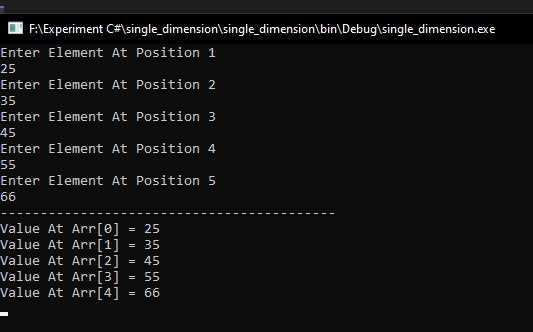 F:\Experiment C#\single_dimension\single_dimension\bin\Debug\single_dimension.exe
Enter Element At Position 1
25
Enter Element At Position 2
35
Enter Element At Position 3
45
Enter Element At Position 4
55
Enter Element At Position 5
66
------------------------------------------
Value At Arr[0] = 25
Value At Arr[1] = 35
Value At Arr[2] = 45
Value At Arr[3] = 55
Value At Arr[4] = 66